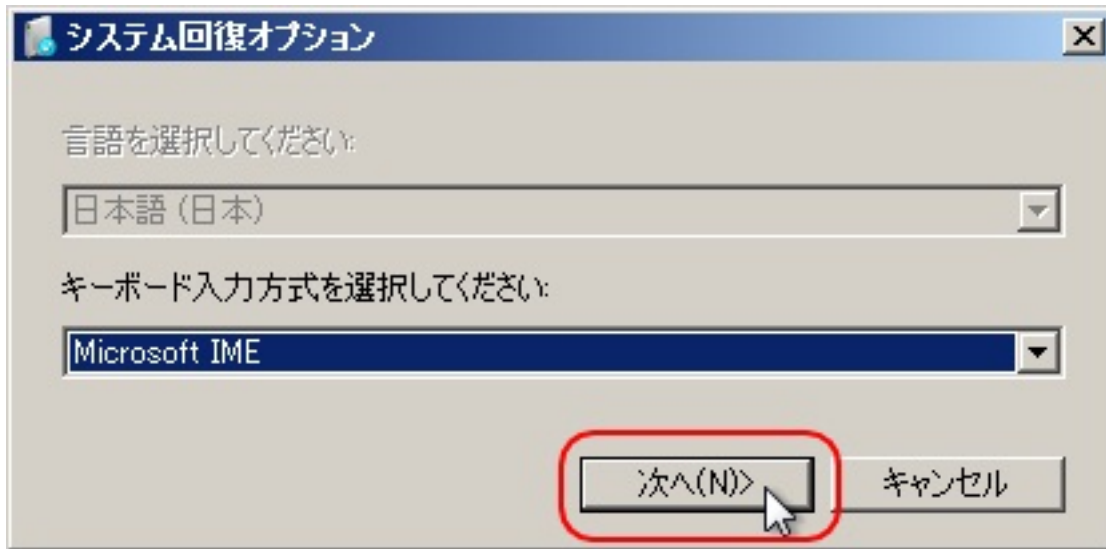 システム回復オプション
言語を選択してください:
日本語 (日本)
キーボード入力方式を選択してください:
Microsoft IME
次へ(N)>
キャンセル